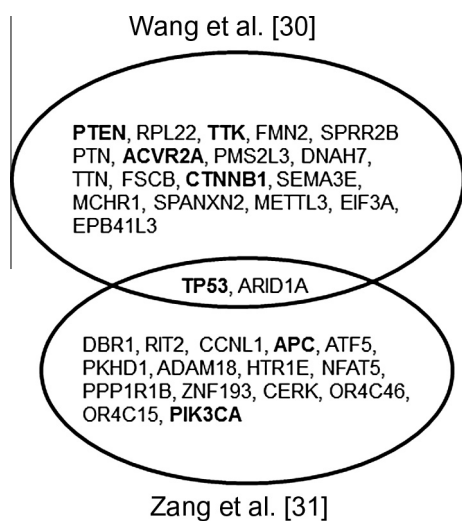 Wang et al. [30]
PTEN, RPL22, TTK, FMN2, SPRR2B
PTN, ACVR2A, PMS2L3, DNAH7,
TTN, FSCB, CTNNB1, SEMA3E,
MCHR1, SPANXN2, METTL3, EIF3A,
EPB41L3
TP53, ARID1A
DBR1, RIT2, CCNL1, APC, ATF5,
PKHD1, ADAM18, HTR1E, NFAT5,
PPP1R1B, ZNF193, CERK, OR4C46,
OR4C15, PIK3CA
Zang et al. [31]